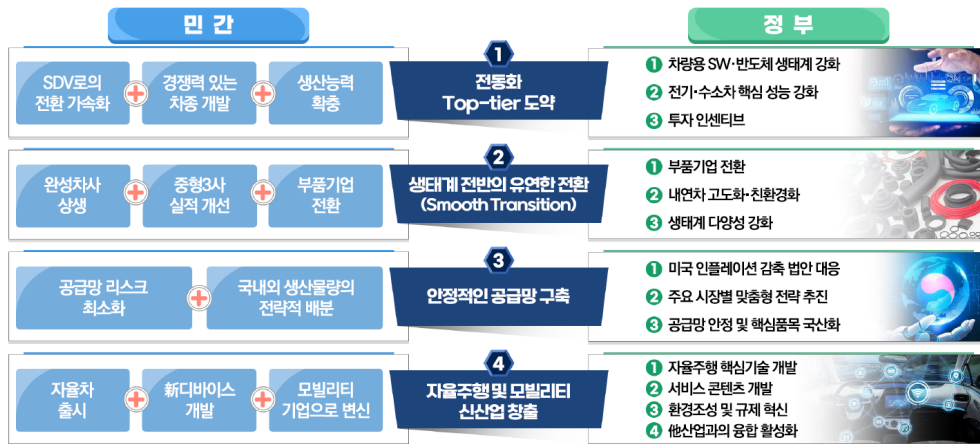 민 간
정 부
SDV로의
전환 가속화
경쟁력 있는
차종 개발
생산능력
확충
1
전동화
Top-tier 도약
1 차량용 SW·반도체 생태계 강화
2 전기·수소차 핵심 성능 강화
3 투자 인센티브
완성차사
상생
중형3사
실적 개선
부품기업
전환
2
생태계 전반의 유연한 전환
(Smooth Transition)
1 부품기업 전환
2 내연차 고도화·친환경화
3 생태계 다양성 강화
공급망 리스크
최소화
국내외 생산물량의
전략적 배분
3
안정적인 공급망 구축
1 미국 인플레이션 감축 법안 대응
2 주요 시장별 맞춤형 전략 추진
3 공급망 안정 및 핵심품목 국산화
자율차
출시
新디바이스
개발
모빌리티
기업으로 변신
4
자율주행 및 모빌리티
신산업 창출
1 자율주행 핵심기술 개발
2 서비스 콘텐츠 개발
3 환경조성 및 규제 혁신
4 他산업과의 융합 활성화